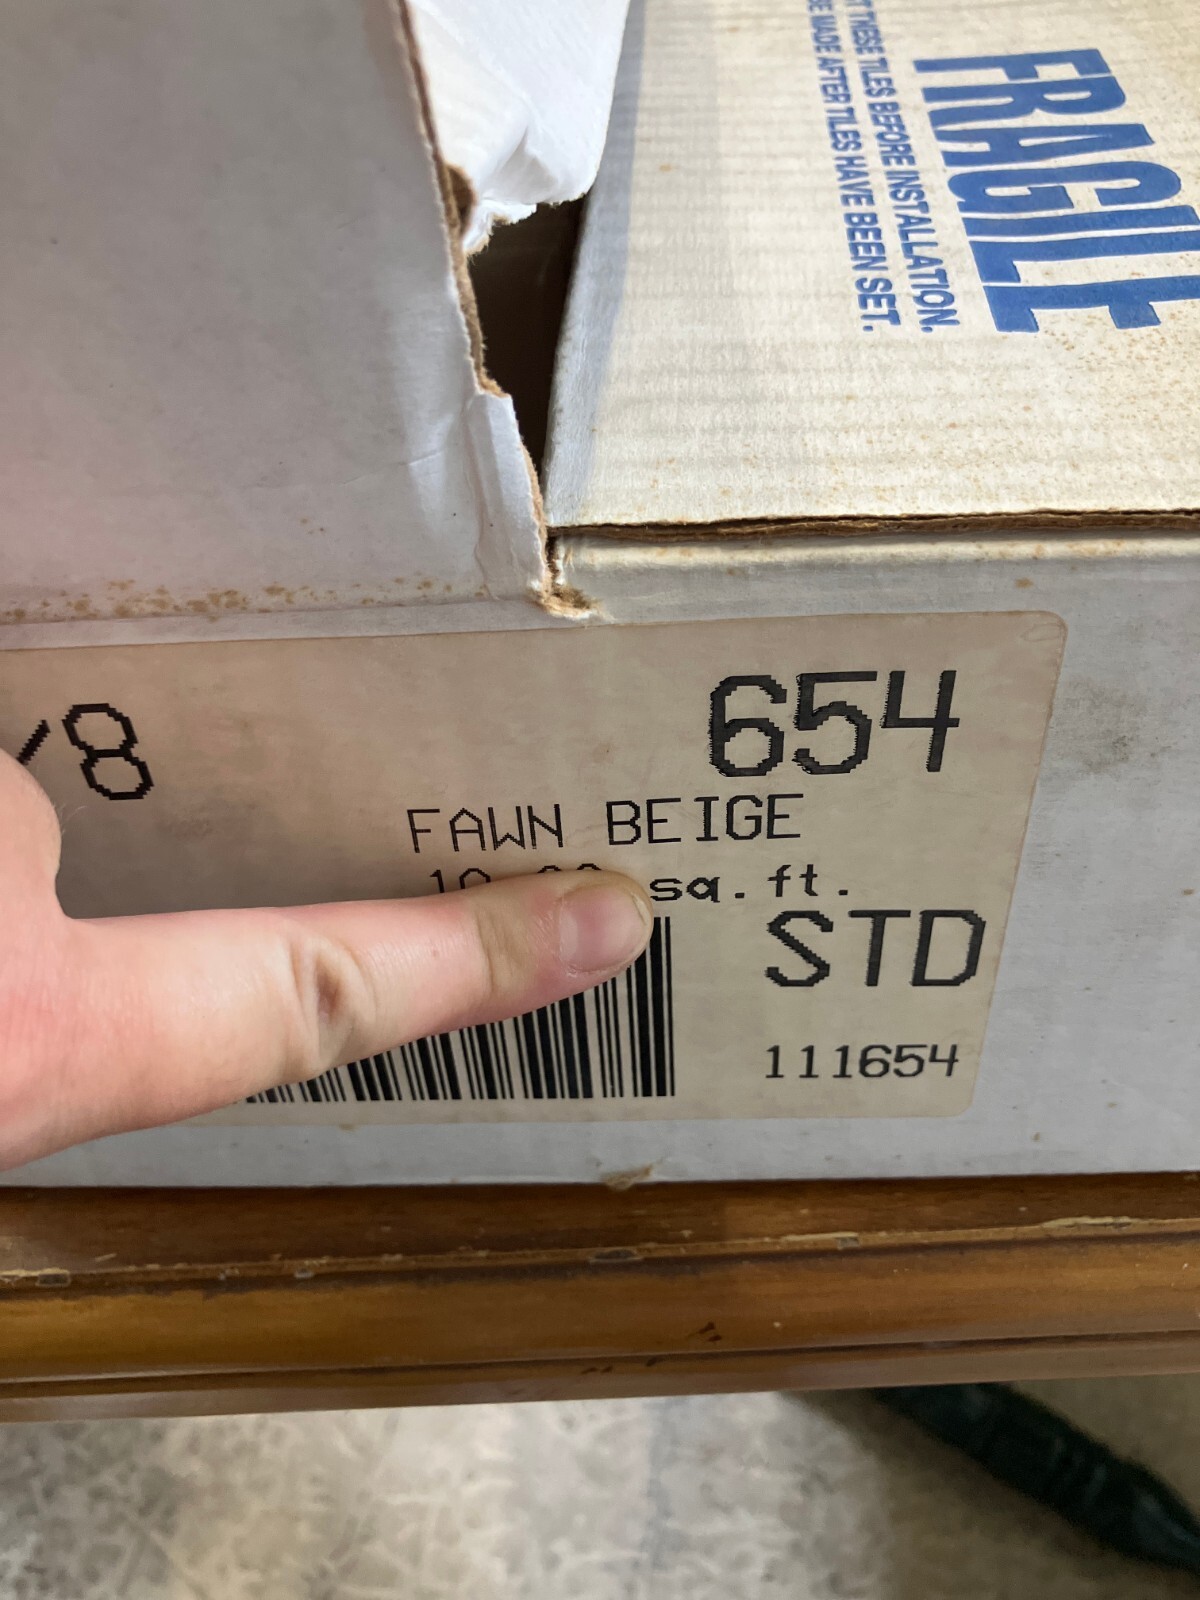 FRAGILE
THESE TILES BEFORE INSTALLATION.
MADE AFTER TILES HAVE BEEN SET.
/8
654
FAWN BEIGE
sq.ft.
STD
111654